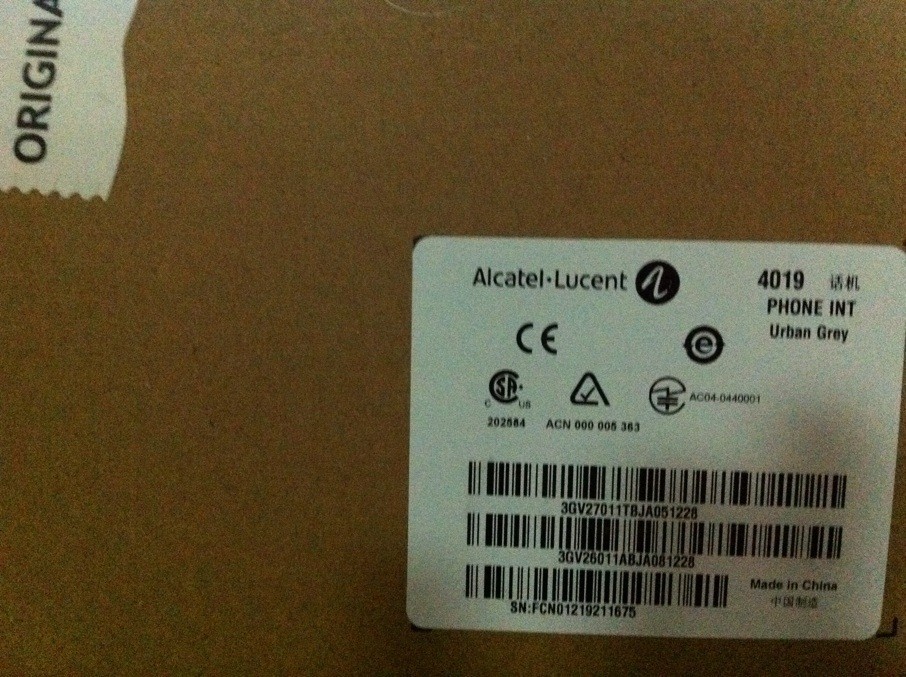 ORIGINA
Alcatel·Lucent
4019 话机
PHONE INT
Urban Grey
CE
e
SA
C US
202584
ACN 000 005 363
AC04-0440001
3GV27011TBJA051228
3GV26011ABJA081228
SN:FCN01219211675
Made in China
中国制造